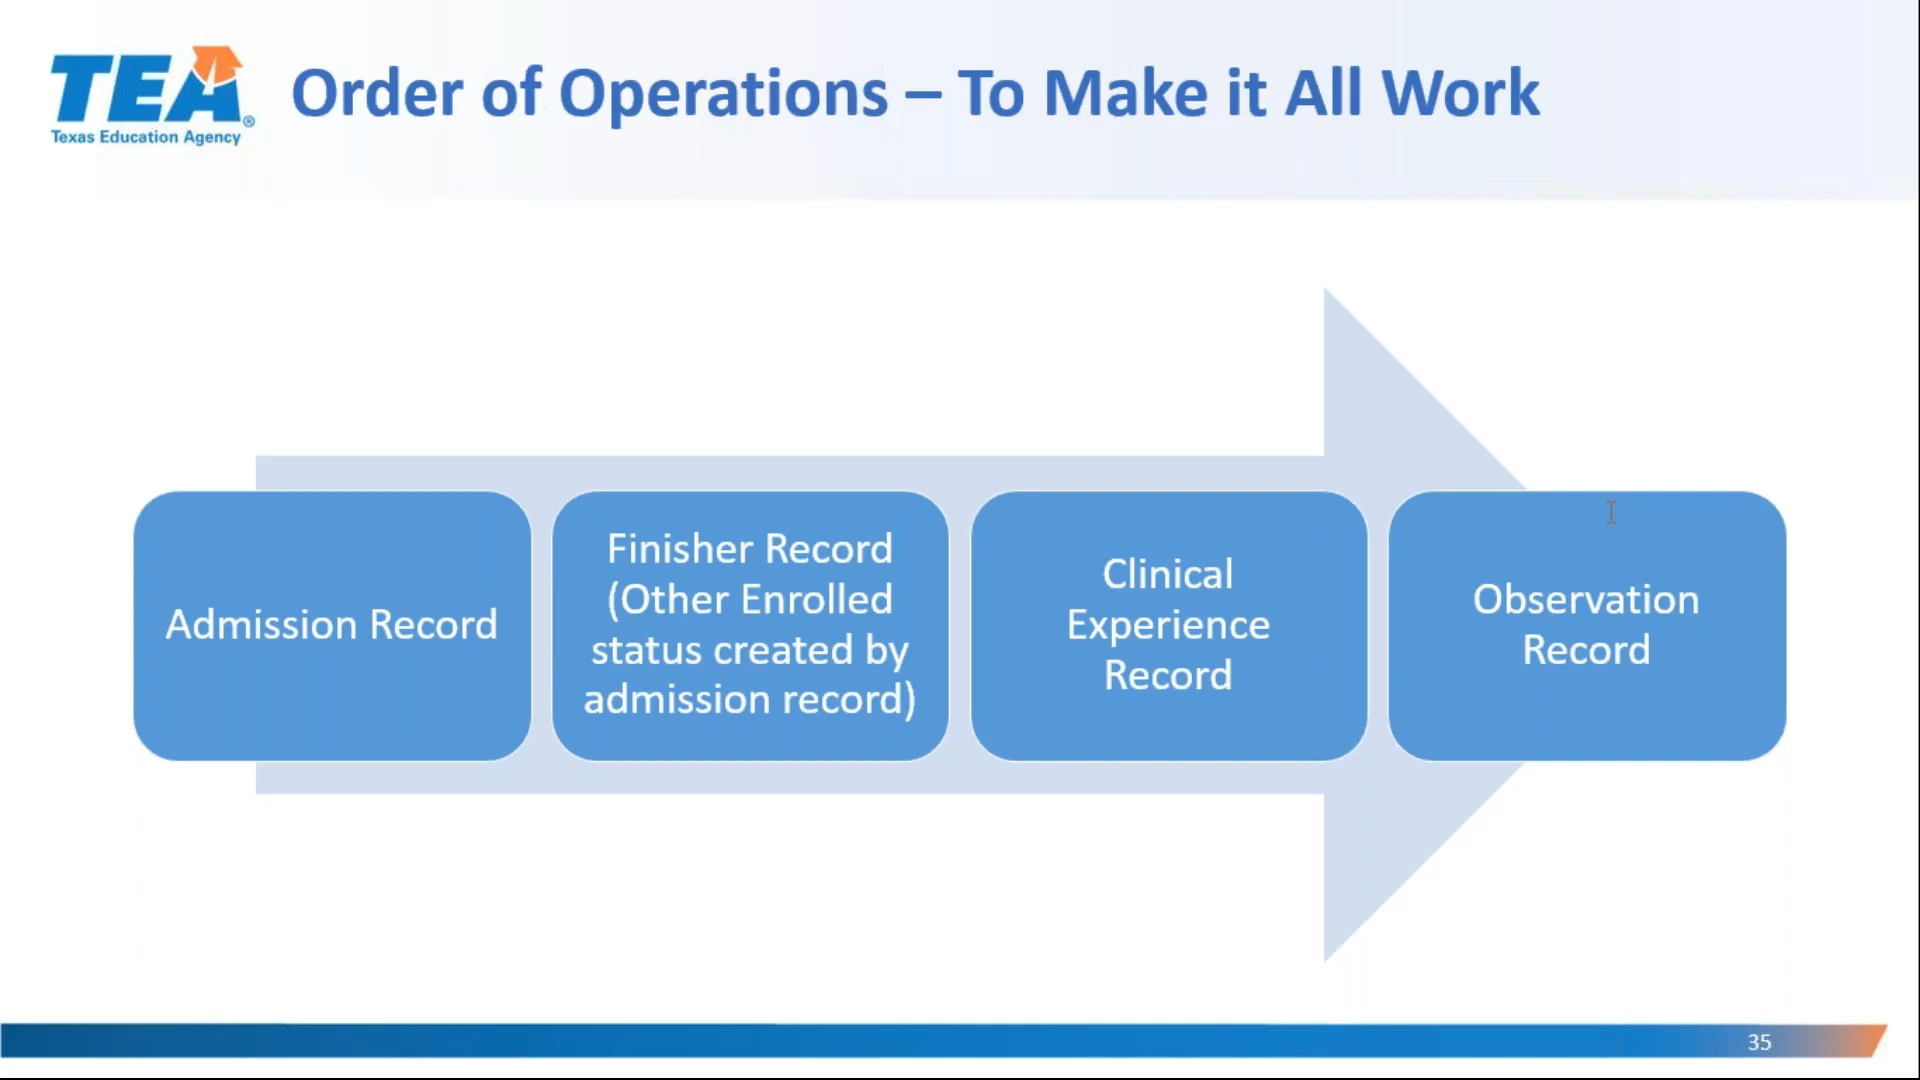 TEA®
Texas Education Agency
Order of Operations – To Make it All Work
Admission Record
Finisher Record
(Other Enrolled
status created by
admission record)
Clinical
Experience
Record
Observation
Record
35